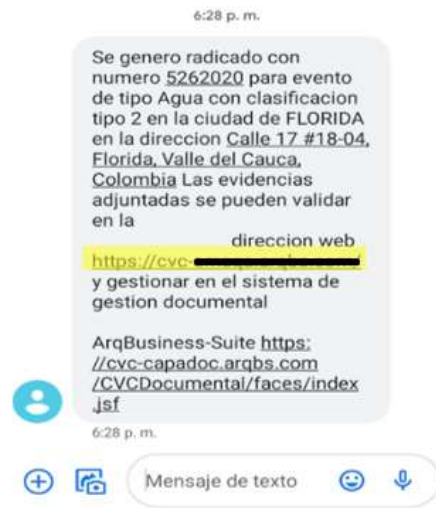 6:28 p. m.
Se genero radicado con
numero 5262020 para evento
de tipo Agua con clasificacion
tipo 2 en la ciudad de FLORIDA
en la direccion Calle 17 #18-04,
Florida, Valle del Cauca,
Colombia Las evidencias
adjuntadas se pueden validar
en la
direccion web
https://cvc-
y gestionar en el sistema de
gestion documental
ArqBusiness-Suite https:
//cvc-capadoc.arqbs.com
/CVCDocumental/faces/index
.jsf
6:28 p. m.
Mensaje de texto